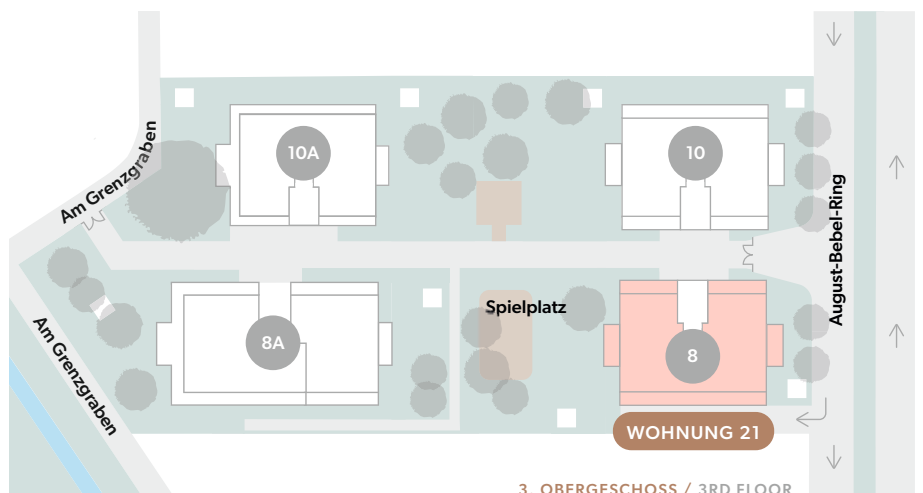 10A
10
Am Grenzgraben
August-Bebel-Ring
Spielplatz
Am Grenzgraben
8A
8
WOHNUNG 21
3. OBERGESCHOSS / 3RD FLOOR